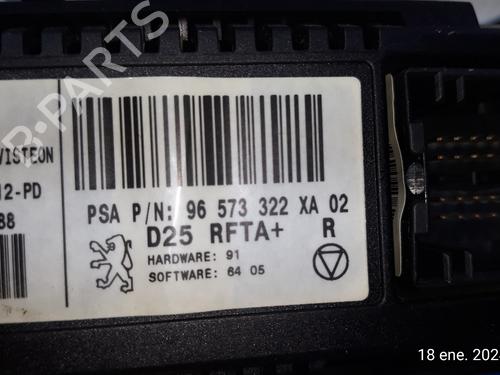 VISTEON
12-PD
88
PSA P/N: 96 573 322 XA 02
D25 RFTA+ R
HARDWARE: 91
SOFTWARE: 64 05
B-PARTS
18 ene. 202